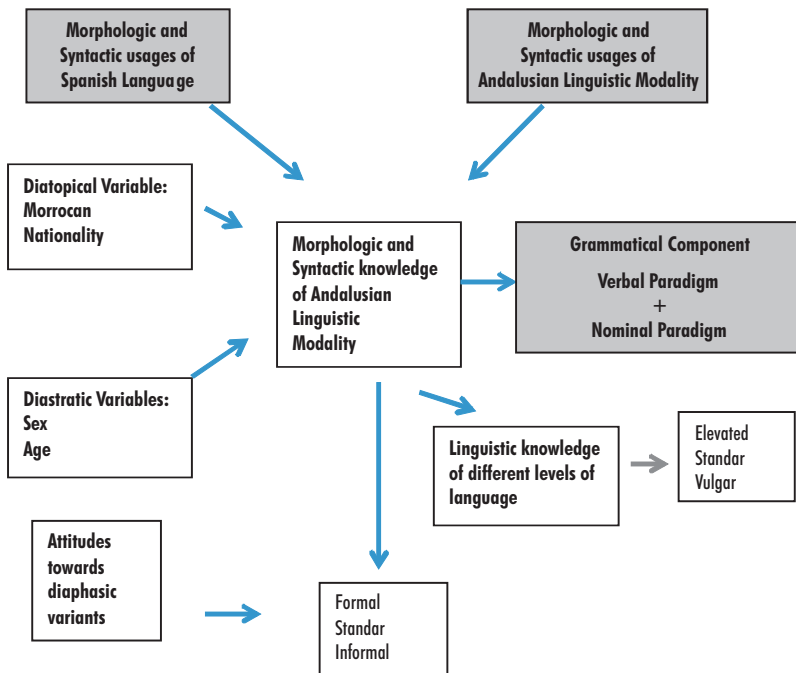 Morphologic and
Syntactic usages of
Spanish Language
Morphologic and
Syntactic usages of
Andalusian Linguistic Modality
Diatopical Variable:
Morrocan
Nationality
Morphologic and
Syntactic knowledge
of Andalusian
Linguistic
Modality
Grammatical Component
Verbal Paradigm
+
Nominal Paradigm
Diastratic Variables:
Sex
Age
Linguistic knowledge
of different levels of
language
Elevated
Standar
Vulgar
Attitudes
towards
diaphasic
variants
Formal
Standar
Informal